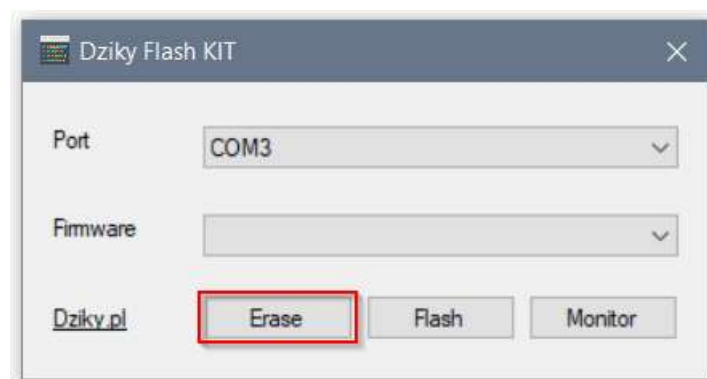 Dziky Flash KIT
Port COM3
Firmware
Dziky.pl Erase Flash Monitor